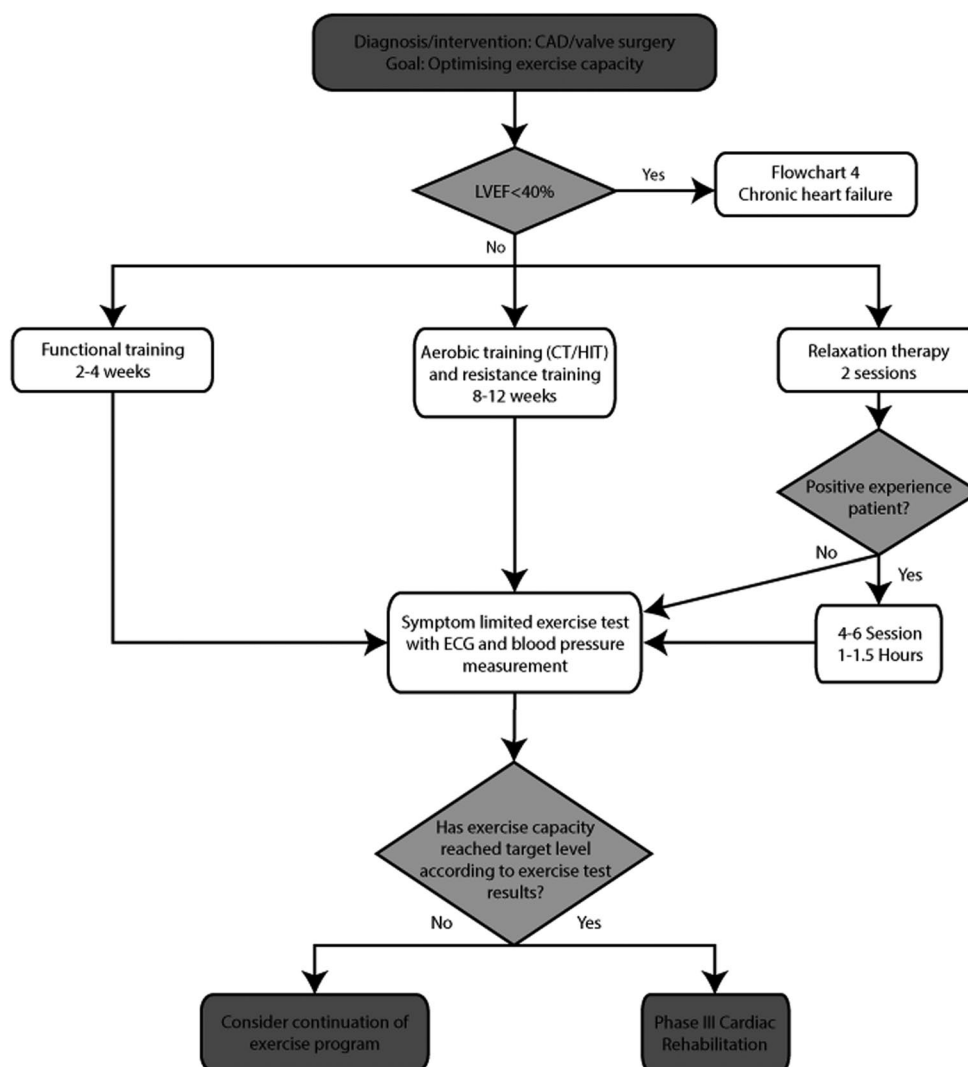 Diagnosis/intervention: CAD/valve surgery
Goal: Optimising exercise capacity
LVEF<40%
Yes
Flowchart 4
Chronic heart failure
No
Functional training
2-4 weeks
Aerobic training (CT/HIT)
and resistance training
8-12 weeks
Relaxation therapy
2 sessions
Positive experience
patient?
No
Yes
Symptom limited exercise test
with ECG and blood pressure
measurement
4-6 Session
1-1.5 Hours
Has exercise capacity
reached target level
according to exercise test
results?
No
Yes
Consider continuation of
exercise program
Phase III Cardiac
Rehabilitation